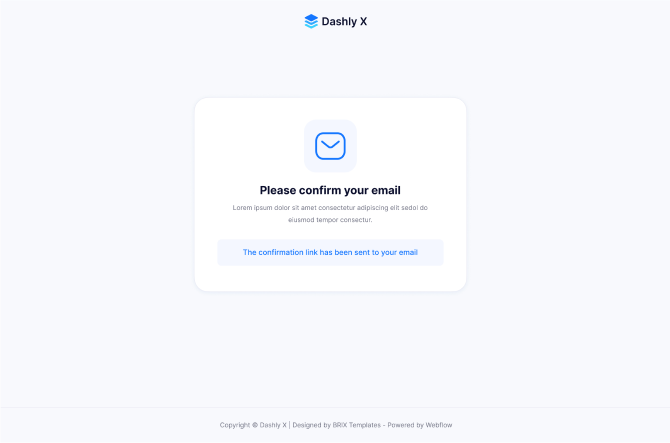 Dashly X
Please confirm your email
Lorem ipsum dolor sit amet consectetur adipiscing elit sedol do
eiusmod tempor consectur.
The confirmation link has been sent to your email
Copyright © Dashly X | Designed by BRIX Templates - Powered by Webflow